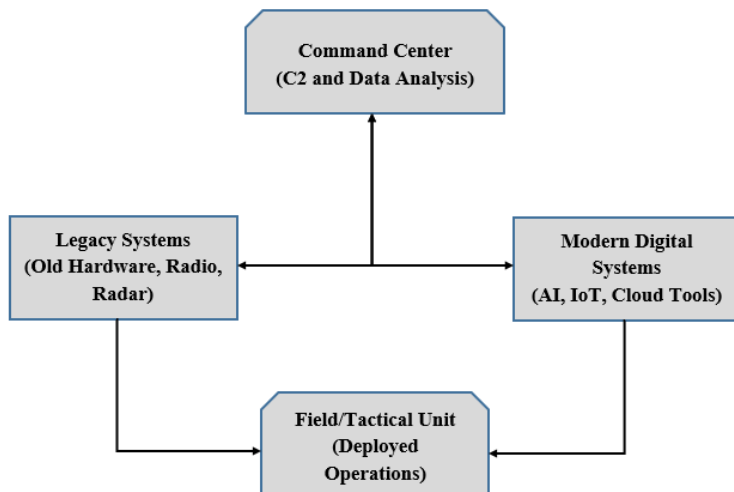 Command Center
(C2 and Data Analysis)
Legacy Systems
(Old Hardware, Radio,
Radar)
Modern Digital
Systems
(AI, IoT, Cloud Tools)
Field/Tactical Unit
(Deployed
Operations)